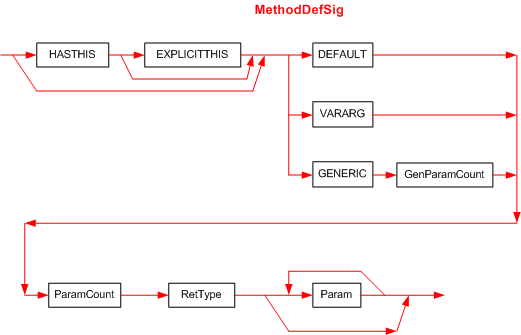 MethodDefSig
HASTHIS EXPLICITTHIS DEFAULT
VARARG
GENERIC GenParamCount
ParamCount RetType Param